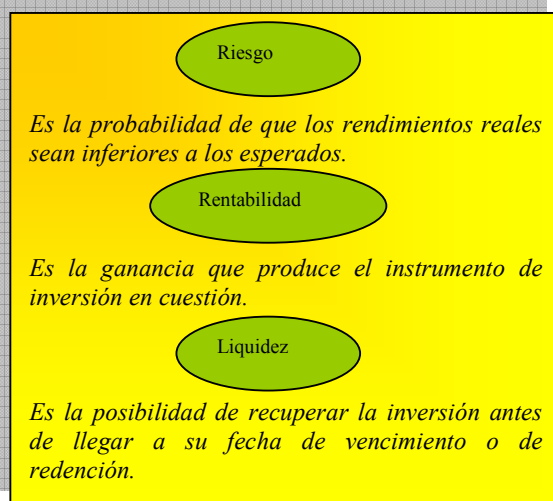 Riesgo
Es la probabilidad de que los rendimientos reales
sean inferiores a los esperados.
Rentabilidad
Es la ganancia que produce el instrumento de
inversión en cuestión.
Liquidez
Es la posibilidad de recuperar la inversión antes
de llegar a su fecha de vencimiento o de
redención.